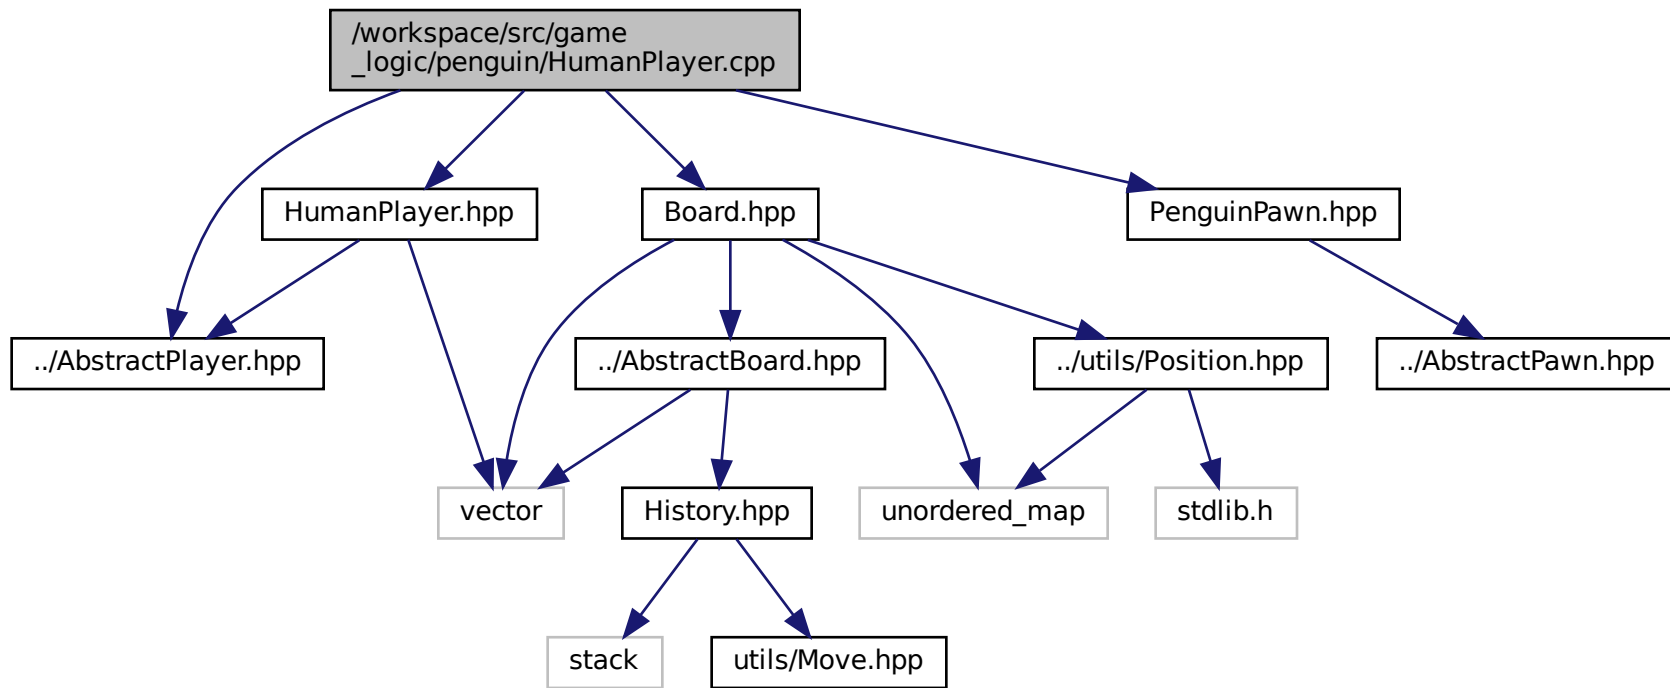 /workspace/src/game
_logic/penguin/HumanPlayer.cpp
HumanPlayer.hpp
Board.hpp
PenguinPawn.hpp
../AbstractPlayer.hpp
../AbstractBoard.hpp
../utils/Position.hpp
../AbstractPawn.hpp
vector
History.hpp
unordered_map
stdlib.h
stack
utils/Move.hpp